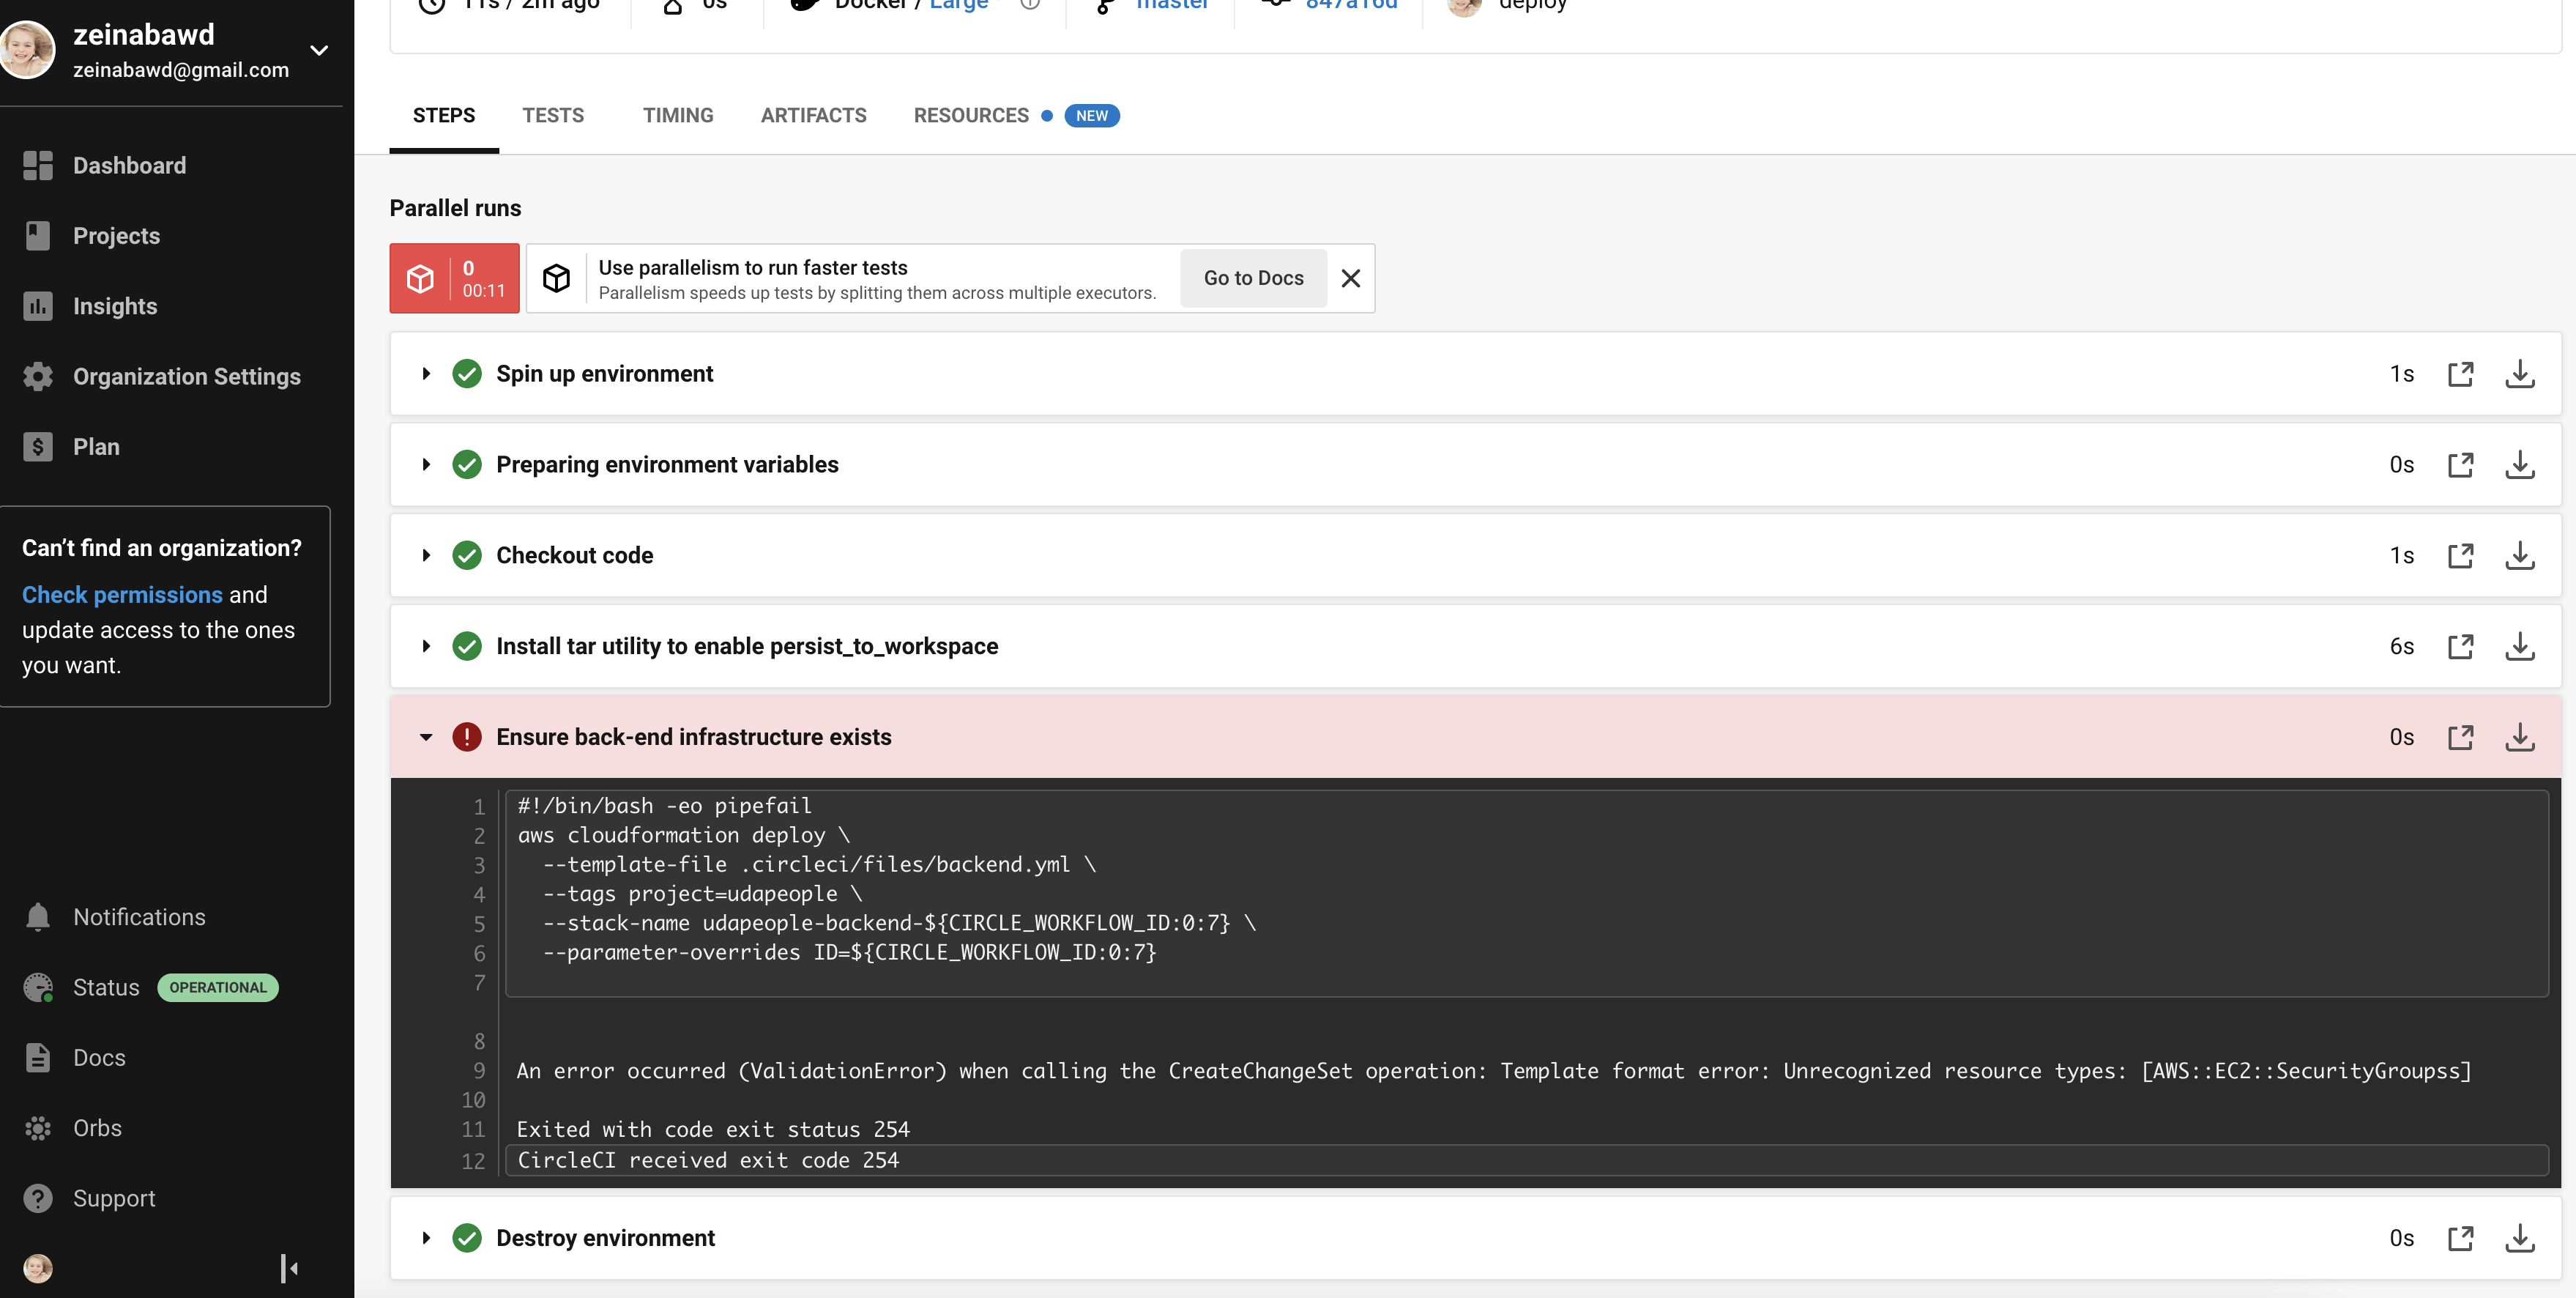 zeinabawd
zeinabawd@gmail.com
Dashboard
Projects
Insights
Organization Settings
Plan
Can't find an organization?
Check permissions and
update access to the ones
you want.
Notifications
Status OPERATIONAL
Docs
Orbs
Support
11s / 2m ago 0s Docker / Large master 847a16d deploy
STEPS TESTS TIMING ARTIFACTS RESOURCES NEW
Parallel runs
0
00:11
Use parallelism to run faster tests
Parallelism speeds up tests by splitting them across multiple executors.
Go to Docs
Spin up environment 1s
Preparing environment variables 0s
Checkout code 1s
Install tar utility to enable persist_to_workspace 6s
Ensure back-end infrastructure exists 0s
1 #!/bin/bash -eo pipefail
2 aws cloudformation deploy \
3 --template-file .circleci/files/backend.yml \
4 --tags project=udapeople \
5 --stack-name udapeople-backend-${CIRCLE_WORKFLOW_ID:0:7} \
6 --parameter-overrides ID=${CIRCLE_WORKFLOW_ID:0:7}
7
8
9 An error occurred (ValidationError) when calling the CreateChangeSet operation: Template format error: Unrecognized resource types: [AWS::EC2::SecurityGroupss]
10
11 Exited with code exit status 254
12 CircleCI received exit code 254
Destroy environment 0s